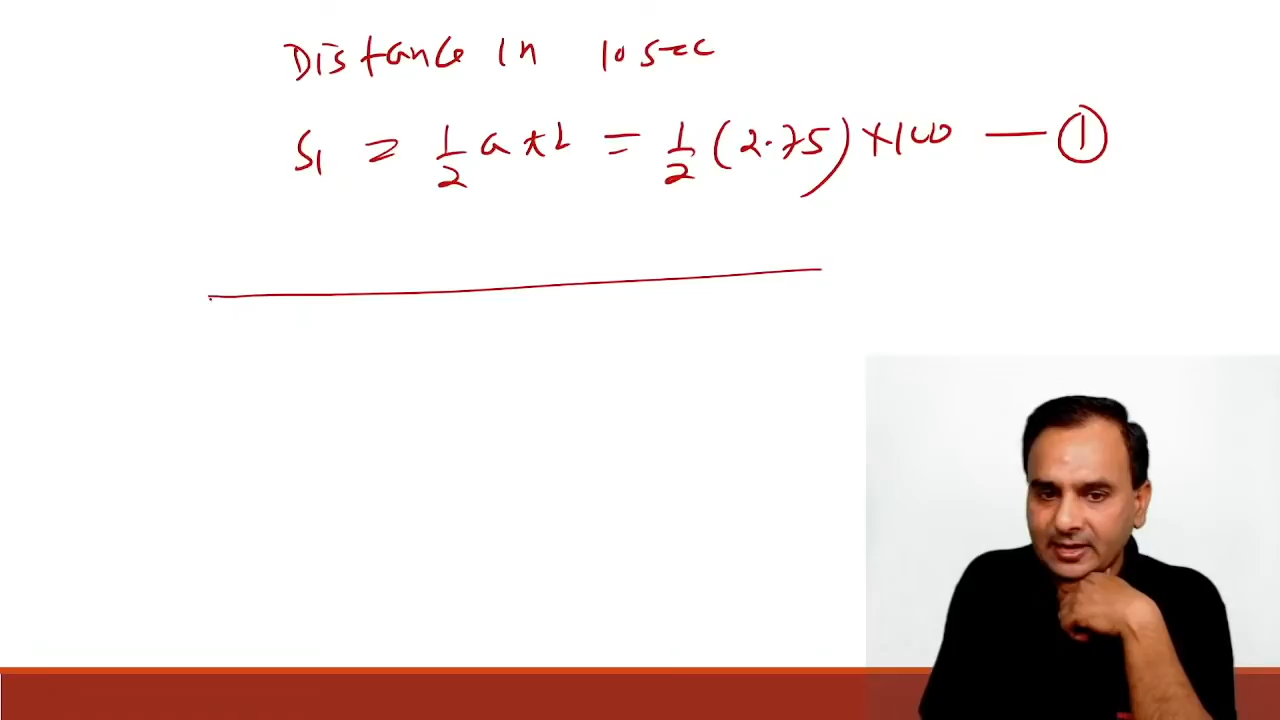 Distance in 10 sec
S1 = 1/2 a t2 = 1/2 (2.75) × 100 — ①